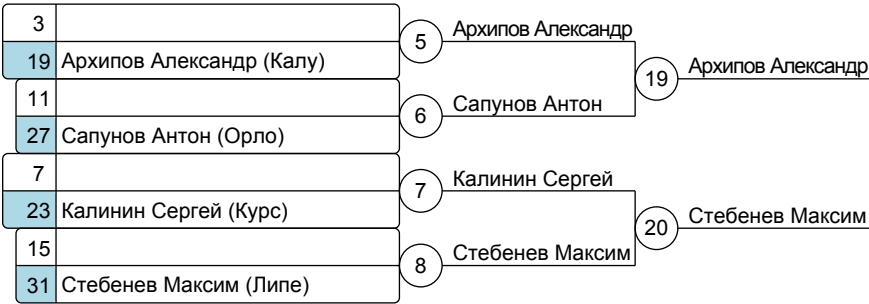 3
5
Архипов Александр
19 Архипов Александр (Калу)
19
Архипов Александр
11
6
Сапунов Антон
27 Сапунов Антон (Орло)
7
7
Калинин Сергей
23 Калинин Сергей (Курс)
20
Стебенев Максим
15
8
Стебенев Максим
31 Стебенев Максим (Липе)